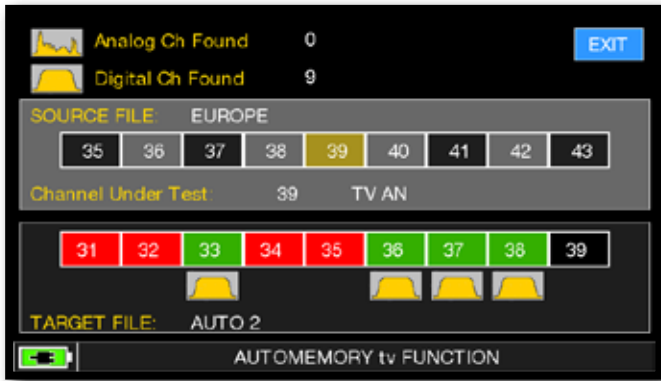 Analog Ch Found 0
EXIT
Digital Ch Found 9
SOURCE FILE: EUROPE
35 36 37 38 39 40 41 42 43
Channel Under Test: 39 TV AN
31 32 33 34 35 36 37 38 39
TARGET FILE: AUTO 2
AUTOMEMORY tv FUNCTION